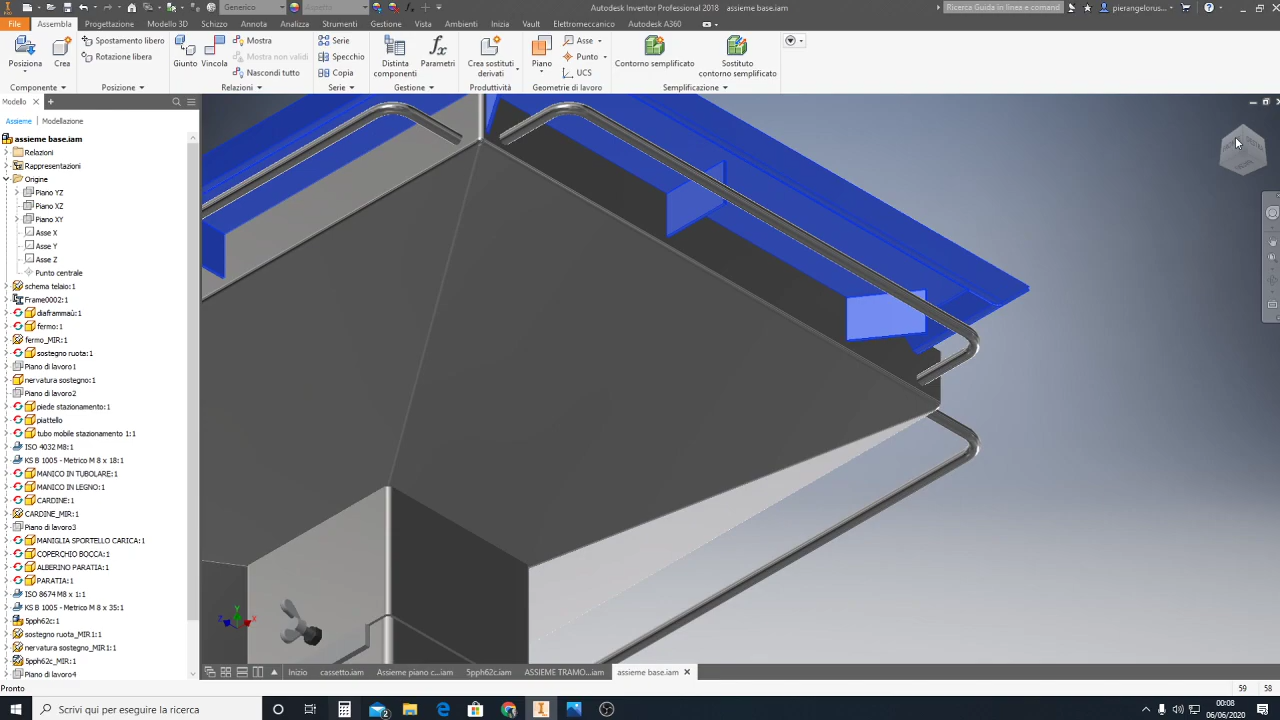 Generico
Aspetto
Autodesk Inventor Professional 2018   assieme base.iam
Ricerca Guida in linea e comand
pierangelorus...
File Assembla Progettazione Modello 3D Schizzo Annota Analizza Strumenti Gestione Vista Ambienti Inizia Vault Elettromeccanico Autodesk A360
Posiziona
Crea
Spostamento libero
Rotazione libera
Giunto
Vincola
Mostra
Mostra non validi
Nascondi tutto
Serie
Specchio
Copia
Distinta componenti
Parametri
Crea sostituti derivati
Piano
Asse
Punto
UCS
Contorno semplificato
Sostituto contorno semplificato
Componente Posizione Relazioni Serie Gestione Produttività Geometrie di lavoro Semplificazione
Modello
Assieme Modellazione
assieme base.iam
Relazioni
Rappresentazioni
Origine
Piano YZ
Piano XZ
Piano XY
Asse X
Asse Y
Asse Z
Punto centrale
schema telaio:1
Frame0002:1
diaframmaù:1
fermo:1
fermo_MIR:1
sostegno ruota:1
Piano di lavoro1
nervatura sostegno:1
Piano di lavoro2
piede stazionamento:1
piattello
tubo mobile stazionamento 1:1
ISO 4032 M8:1
KS B 1005 - Metrico M 8 x 18:1
MANICO IN TUBOLARE:1
MANICO IN LEGNO:1
CARDINE:1
CARDINE_MIR:1
Piano di lavoro3
MANIGLIA SPORTELLO CARICA:1
COPERCHIO BOCCA:1
ALBERINO PARATIA:1
PARATIA:1
ISO 8674 M8 x 1:1
KS B 1005 - Metrico M 8 x 35:1
5pph62c:1
sostegno ruota_MIR1:1
nervatura sostegno_MIR1:1
5pph62c_MIR:1
Piano di lavoro4
Y
Z
X
Inizio cassetto.iam Assieme piano c...iam 5pph62c.iam ASSIEME TRAMO...iam assieme base.iam
Pronto
59 58
Scrivi qui per eseguire la ricerca
2
00:08
06/06/2020